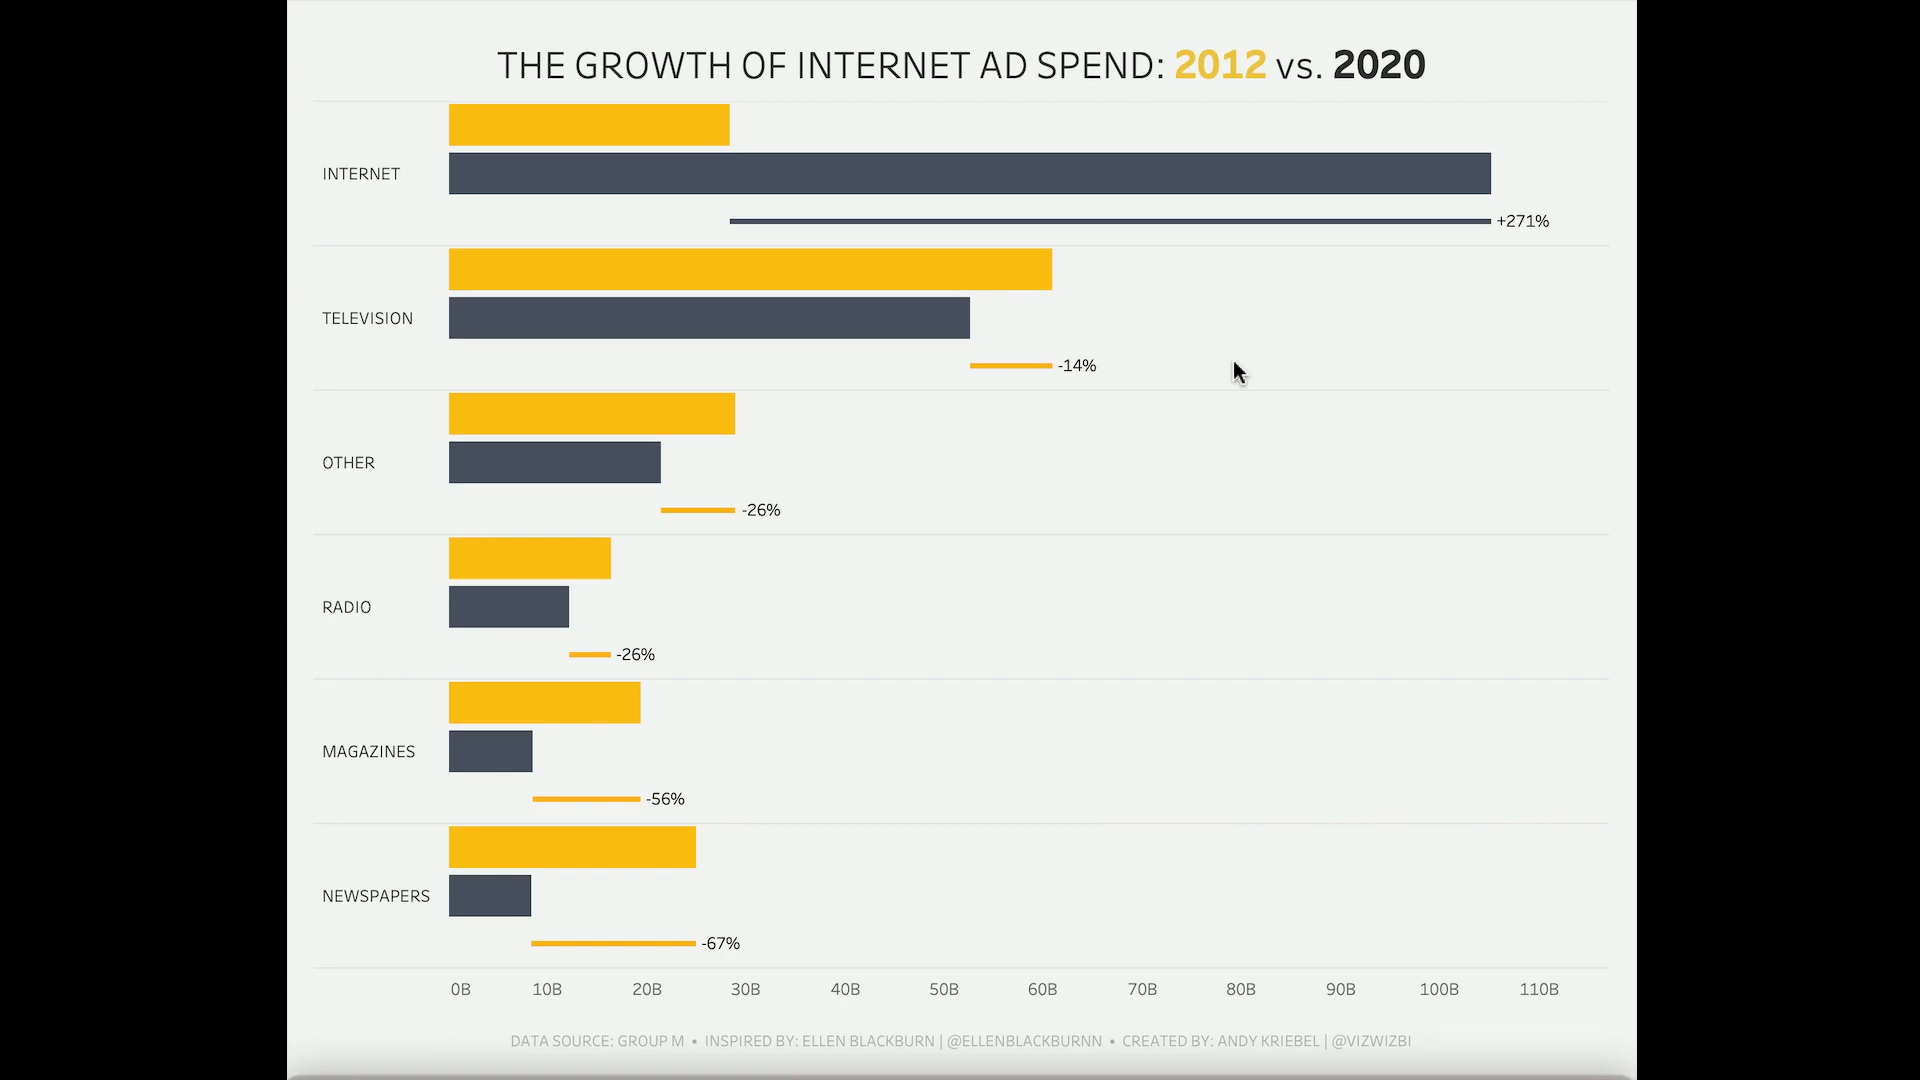 THE GROWTH OF INTERNET AD SPEND: 2012 vs. 2020
INTERNET
+271%
TELEVISION
-14%
OTHER
-26%
RADIO
-26%
MAGAZINES
-56%
NEWSPAPERS
-67%
0B 10B 20B 30B 40B 50B 60B 70B 80B 90B 100B 110B
DATA SOURCE: GROUP M • INSPIRED BY: ELLEN BLACKBURN | @ELLENBLACKBURNN • CREATED BY: ANDY KRIEBEL | @VIZWIZBI